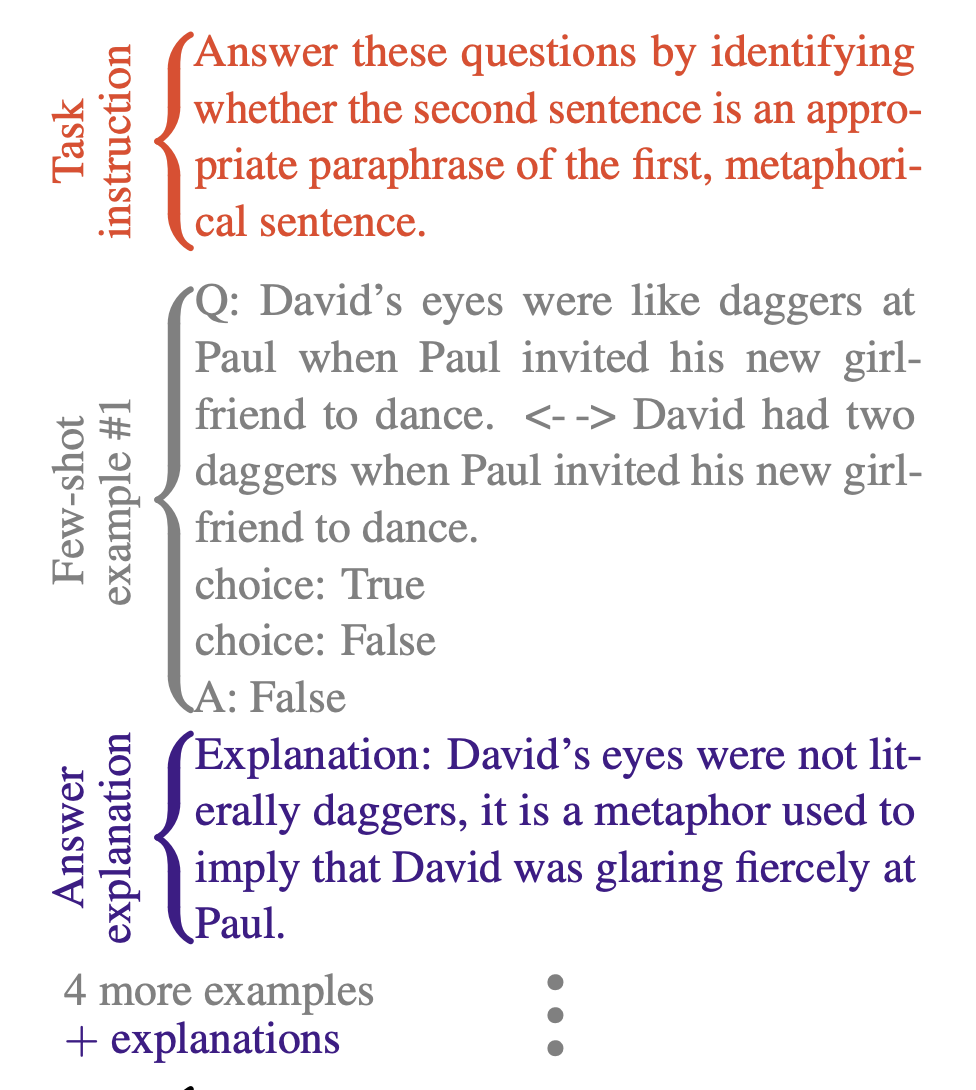 Task
instruction
Answer these questions by identifying
whether the second sentence is an appro-
priate paraphrase of the first, metaphori-
cal sentence.
Few-shot
example #1
Q: David’s eyes were like daggers at
Paul when Paul invited his new girl-
friend to dance. <- -> David had two
daggers when Paul invited his new girl-
friend to dance.
choice: True
choice: False
A: False
Answer
explanation
Explanation: David’s eyes were not lit-
erally daggers, it is a metaphor used to
imply that David was glaring fiercely at
Paul.
4 more examples
+ explanations